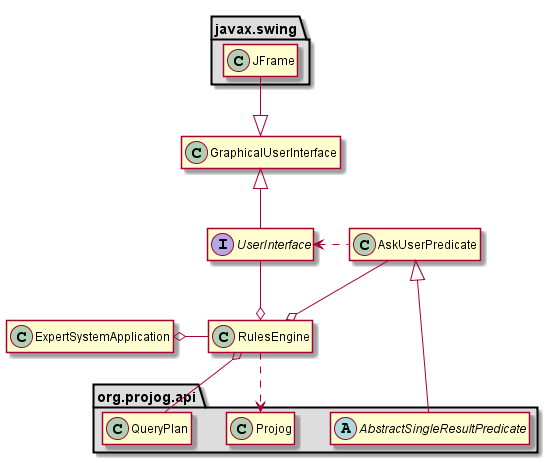 javax.swing
C JFrame
C GraphicalUserInterface
I UserInterface
C AskUserPredicate
C ExpertSystemApplication
C RulesEngine
org.projog.api
C QueryPlan
C Projog
A AbstractSingleResultPredicate